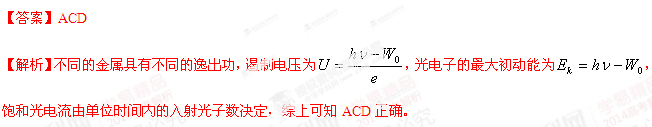 【答案】ACD
【解析】不同的金属具有不同的逸出功，遏制电压为 U = (hν − W₀)/e，光电子的最大初动能为 Eₖ = hν − W₀，
饱和光电流由单位时间内的入射光子数决定，综上可知 ACD 正确。